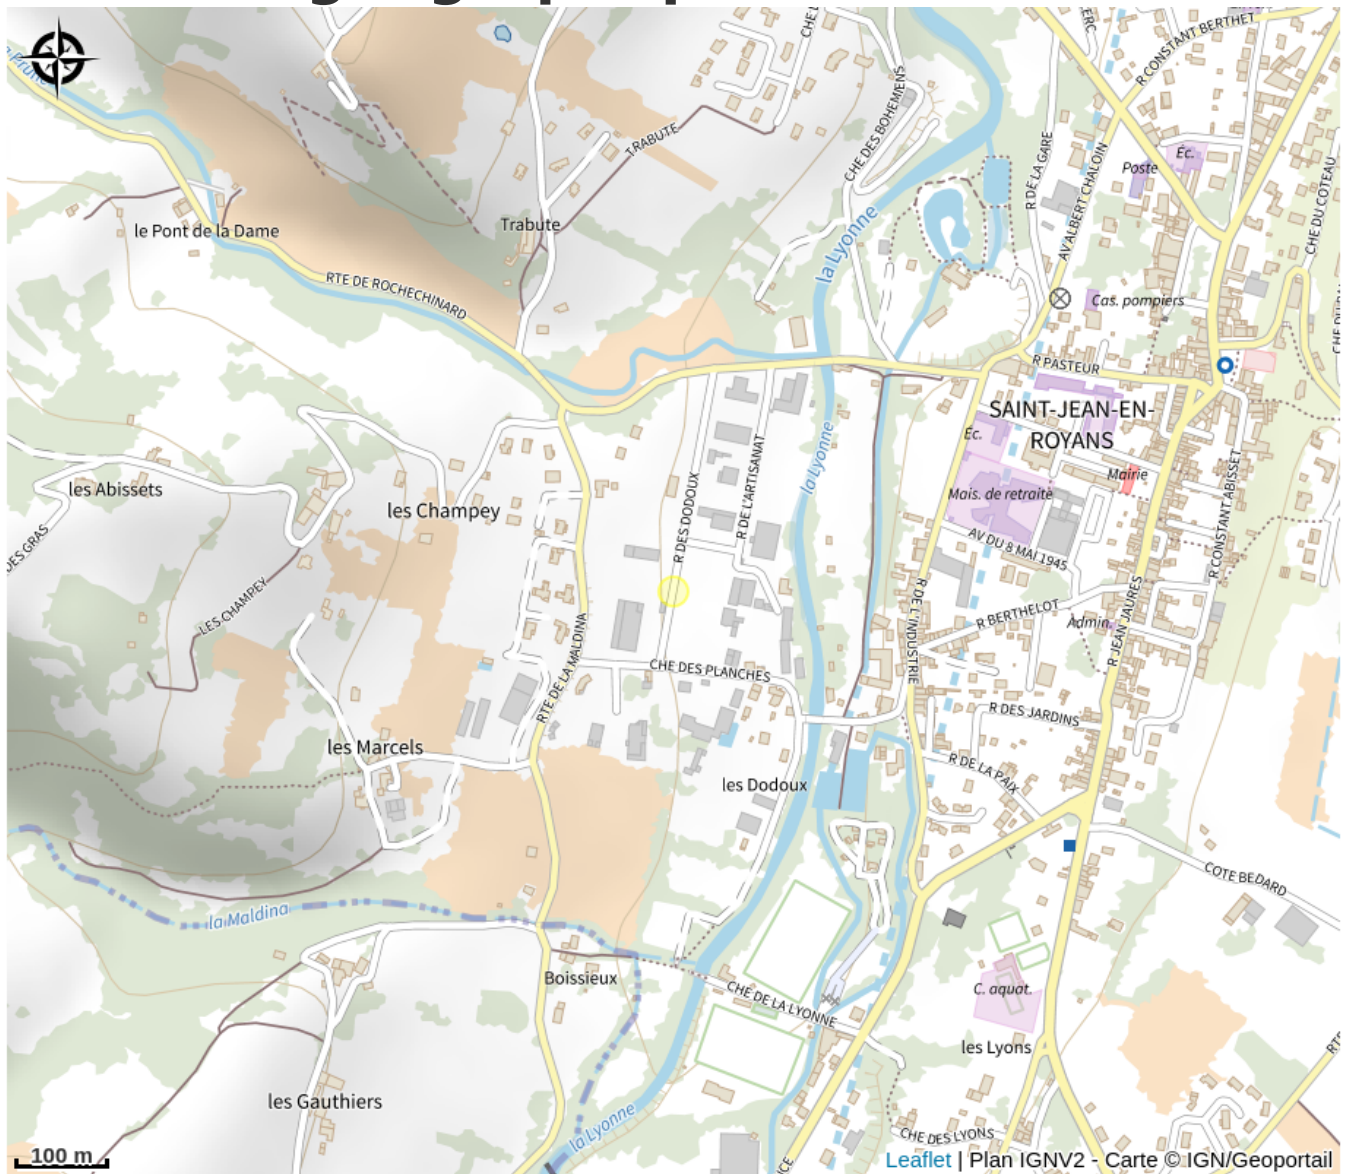 R CONSTANT BERTHET
CHE DES BOHEMIENS
TRABUTE
R DE LA GARE
AV ALBERT CHALOIN
Poste
Éc.
CHE DU COTEAU
le Pont de la Dame
Trabute
la Lyonne
RTE DE ROCHECHINARD
Cas. pompiers
R PASTEUR
SAINT-JEAN-EN-
ROYANS
Éc.
Mairie
Mais. de retraite
les Abissets
les Champey
R DES DODOUX
R DE L'ARTISANAT
la Lyonne
R CONSTANT ABISSET
DES GRAS
AV DU 8 MAI 1945
LES CHAMPEY
R DE L'INDUSTRIE
R BERTHELOT
Admin.
R JEAN JAURES
RTE DE LA MALDINA
CHE DES PLANCHES
R DES JARDINS
les Marcels
R DE LA PAIX
les Dodoux
COTE BEDARD
la Maldina
Boissieux
CHE DE LA LYONNE
C. aquat.
les Lyons
les Gauthiers
la Lyonne
CHE DES LYONS
100 m
Leaflet | Plan IGNV2 - Carte © IGN/Geoportail